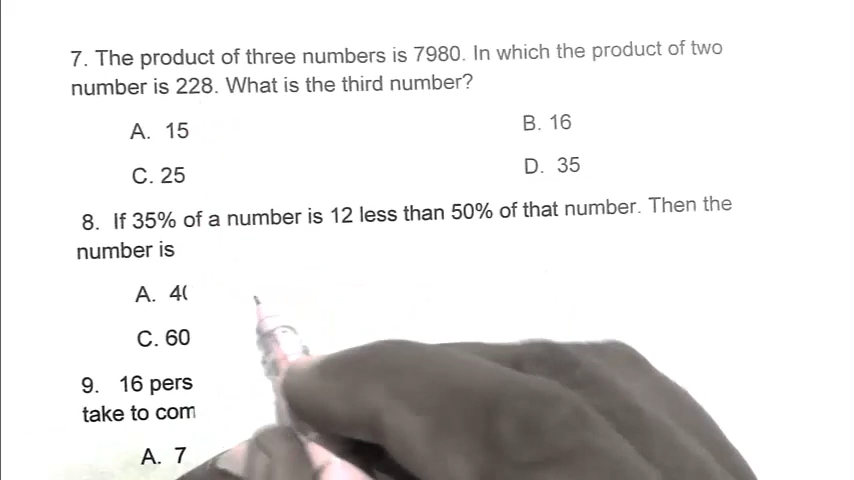 7. The product of three numbers is 7980. In which the product of two
number is 228. What is the third number?
A. 15 B. 16
C. 25 D. 35
8. If 35% of a number is 12 less than 50% of that number. Then the
number is
A.
C. 60
9. 16 pers
take to com
A. 7